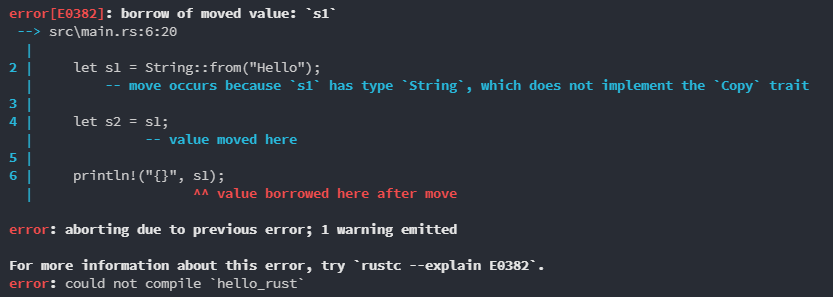 error[E0382]: borrow of moved value: `s1`
 --> src\main.rs:6:20
  |
2 |     let s1 = String::from("Hello");
  |         -- move occurs because `s1` has type `String`, which does not implement the `Copy` trait
3 |
4 |     let s2 = s1;
  |              -- value moved here
5 |
6 |     println!("{}", s1);
  |                    ^^ value borrowed here after move

error: aborting due to previous error; 1 warning emitted

For more information about this error, try `rustc --explain E0382`.
error: could not compile `hello_rust`